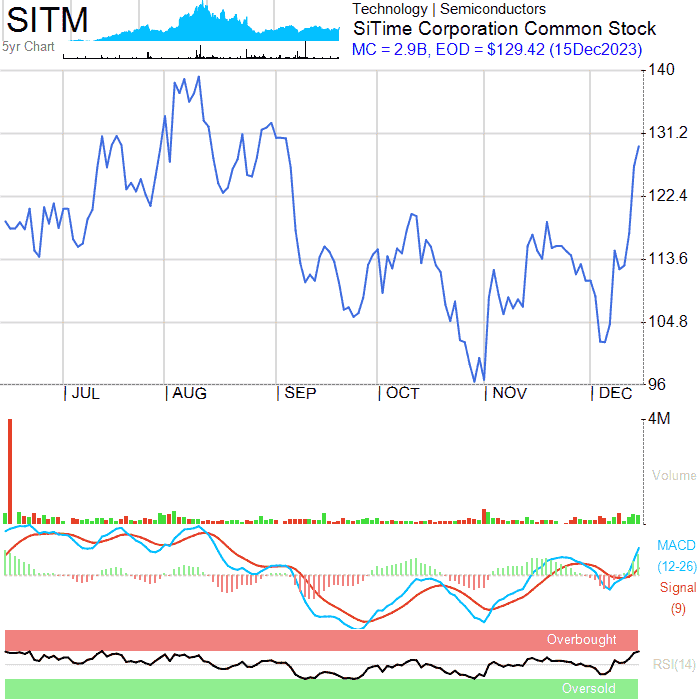 SITM
5yr Chart
Technology | Semiconductors
SiTime Corporation Common Stock
MC = 2.9B, EOD = $129.42 (15Dec2023)
140
131.2
122.4
113.6
104.8
96
JUL
AUG
SEP
OCT
NOV
DEC
4M
Volume
MACD
(12-26)
Signal
(9)
Overbought
RSI(14)
Oversold